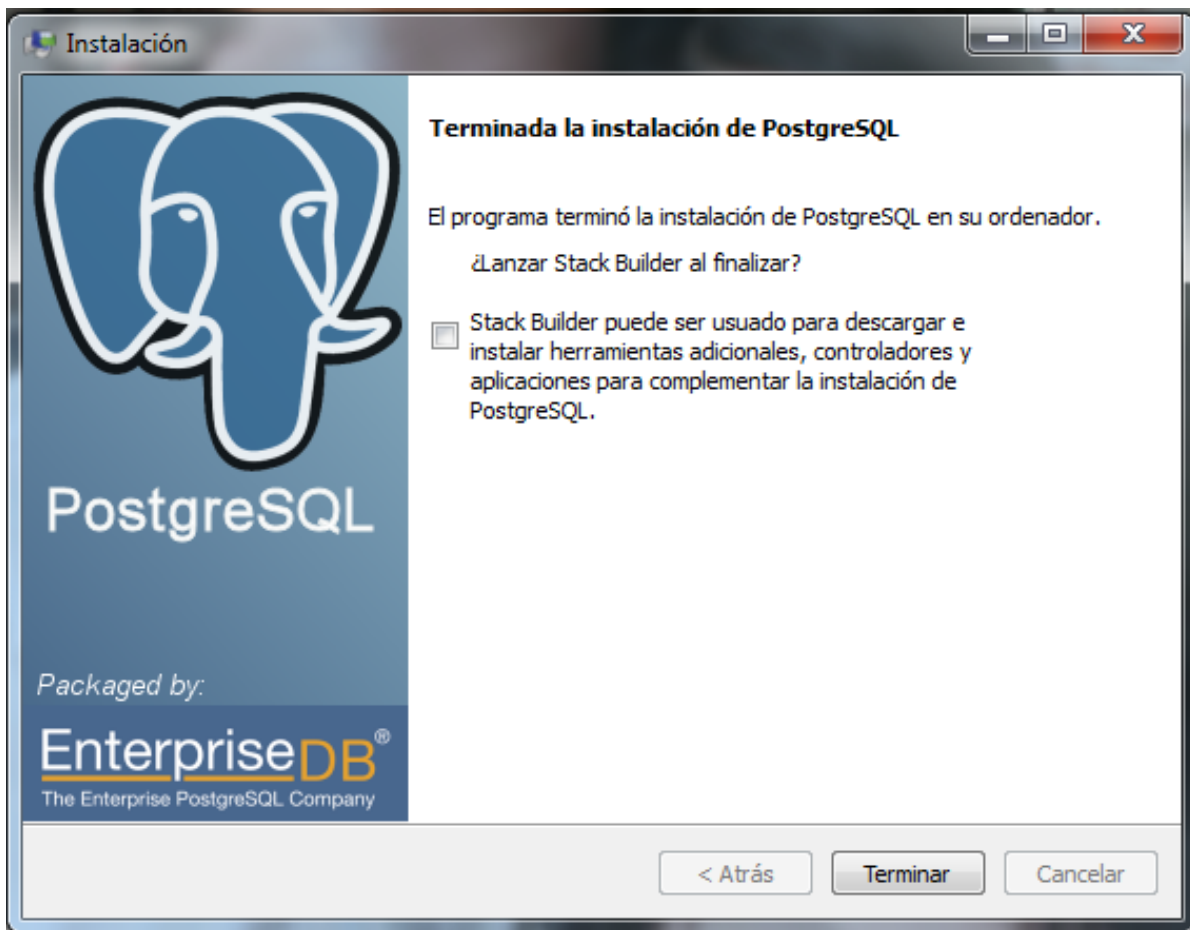 Instalación
Terminada la instalación de PostgreSQL
El programa terminó la instalación de PostgreSQL en su ordenador.
¿Lanzar Stack Builder al finalizar?
Stack Builder puede ser usado para descargar e
instalar herramientas adicionales, controladores y
aplicaciones para complementar la instalación de
PostgreSQL.
PostgreSQL
Packaged by:
EnterpriseDB®
The Enterprise PostgreSQL Company
< Atrás
Terminar
Cancelar